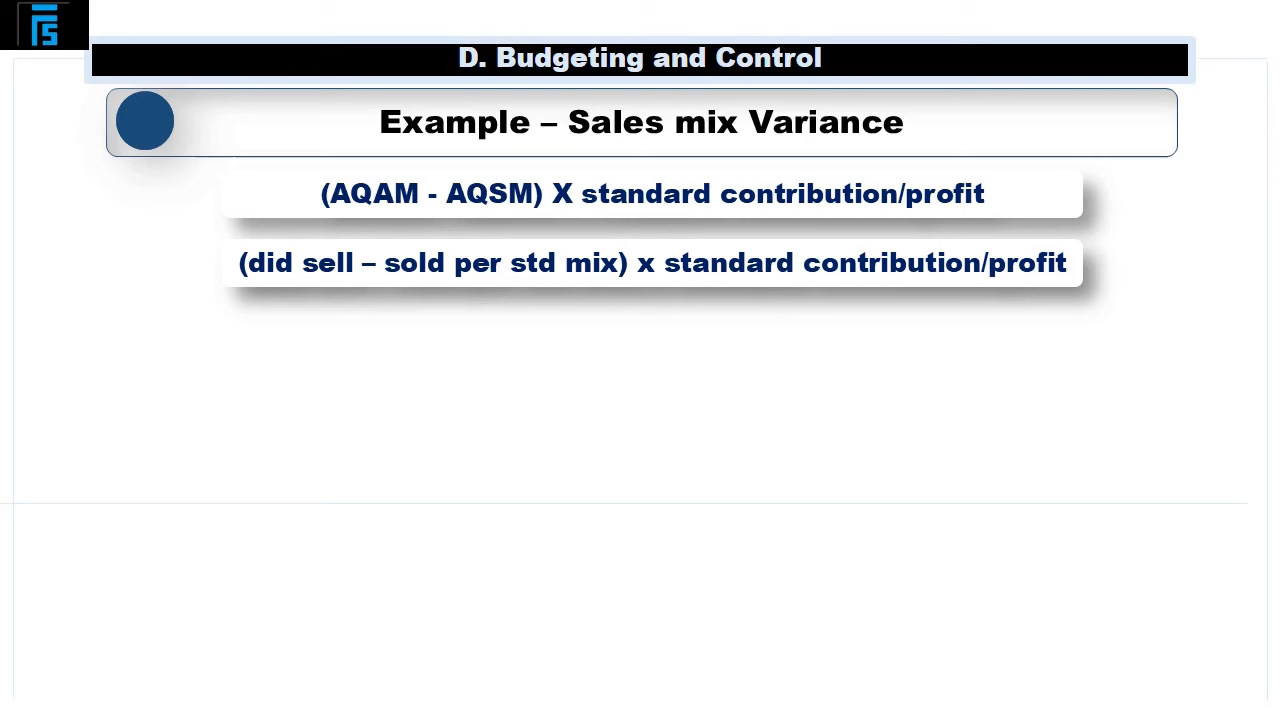 D. Budgeting and Control
Example – Sales mix Variance
(AQAM - AQSM) X standard contribution/profit
(did sell – sold per std mix) x standard contribution/profit